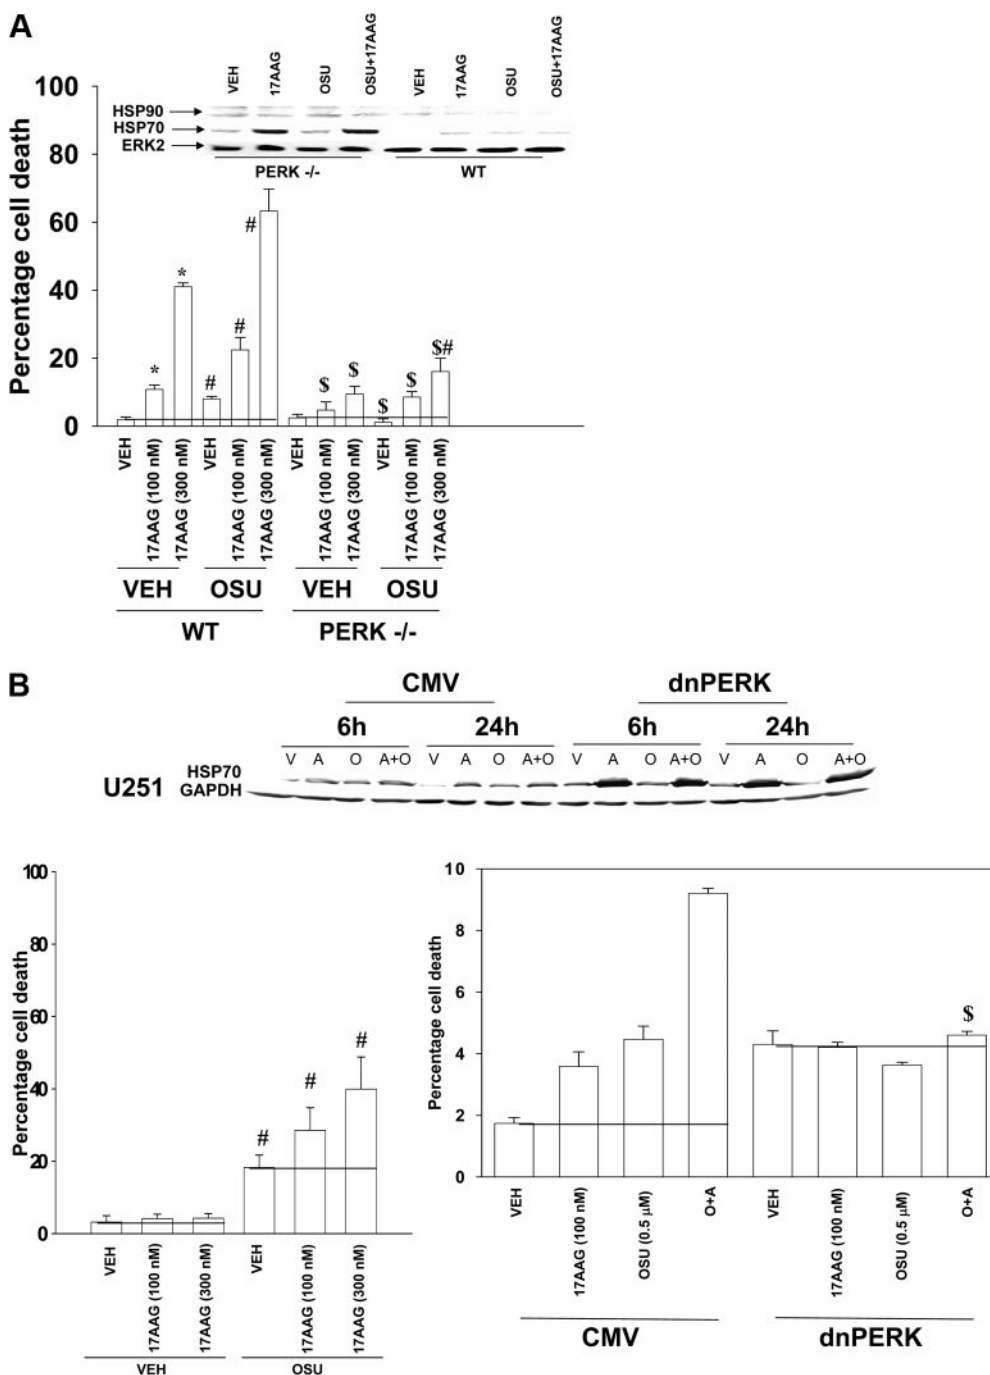 A
VEH 17AAG OSU OSU+17AAG VEH 17AAG OSU OSU+17AAG
HSP90
HSP70
ERK2
PERK -/- WT
Percentage cell death
100
80
60
40
20
0
* * # # # $ $ $ $ $#
VEH 17AAG (100 nM) 17AAG (300 nM) VEH 17AAG (100 nM) 17AAG (300 nM) VEH 17AAG (100 nM) 17AAG (300 nM) VEH 17AAG (100 nM) 17AAG (300 nM)
VEH OSU VEH OSU
WT PERK -/-
B
CMV dnPERK
6h 24h 6h 24h
V A O A+O V A O A+O V A O A+O V A O A+O
U251
HSP70
GAPDH
Percentage cell death
100
80
60
40
20
0
# # #
VEH 17AAG (100 nM) 17AAG (300 nM) VEH 17AAG (100 nM) 17AAG (300 nM)
VEH OSU
Percentage cell death
10
8
6
4
2
0
$
VEH 17AAG (100 nM) OSU (0.5 µM) O+A VEH 17AAG (100 nM) OSU (0.5 µM) O+A
CMV dnPERK